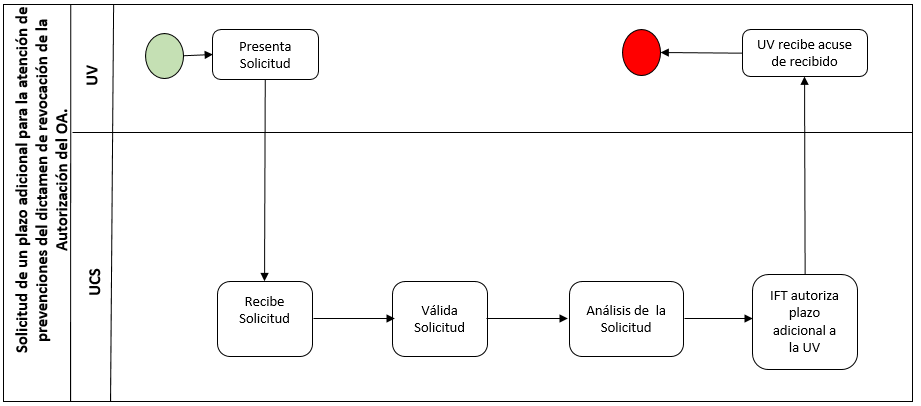 Solicitud de un plazo adicional para la atención de
prevenciones del dictamen de revocación de la
Autorización del OA.
UV
Presenta
Solicitud
UV recibe acuse
de recibido
UCS
Recibe
Solicitud
Válida
Solicitud
Análisis de la
Solicitud
IFT autoriza
plazo
adicional a
la UV